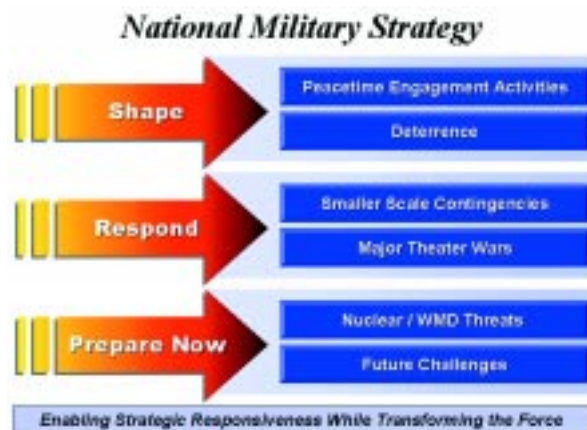 National Military Strategy
Shape
Peacetime Engagement Activities
Deterrence
Respond
Smaller Scale Contingencies
Major Theater Wars
Prepare Now
Nuclear / WMD Threats
Future Challenges
Enabling Strategic Responsiveness While Transforming the Force